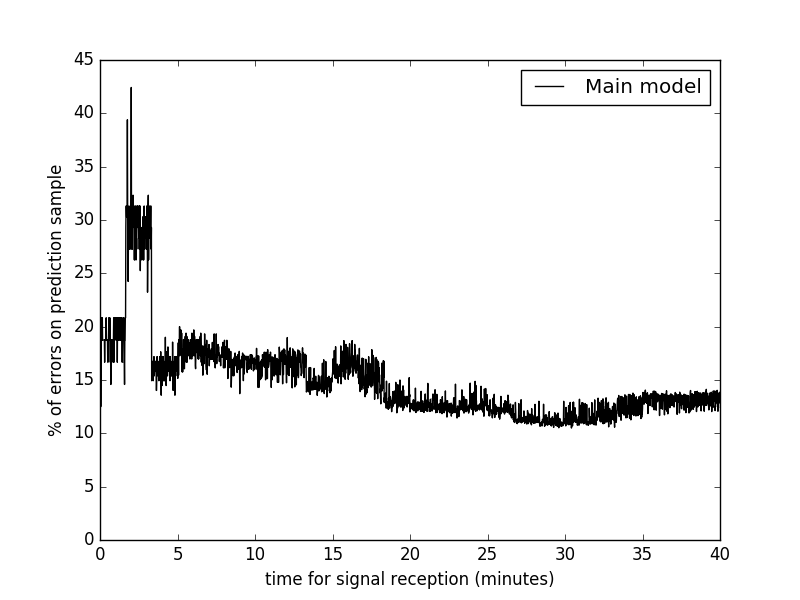 45
40
35
30
25
20
15
10
5
0
% of errors on prediction sample
Main model
0 5 10 15 20 25 30 35 40
time for signal reception (minutes)